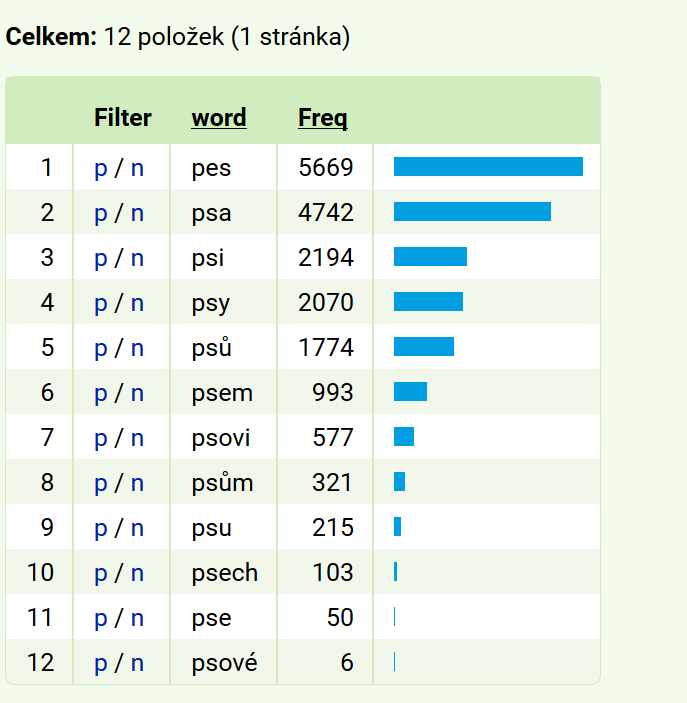 Celkem: 12 položek (1 stránka)
Filter word Freq
1 p / n pes 5669
2 p / n psa 4742
3 p / n psi 2194
4 p / n psy 2070
5 p / n psů 1774
6 p / n psem 993
7 p / n psovi 577
8 p / n psům 321
9 p / n psu 215
10 p / n psech 103
11 p / n pse 50
12 p / n psové 6